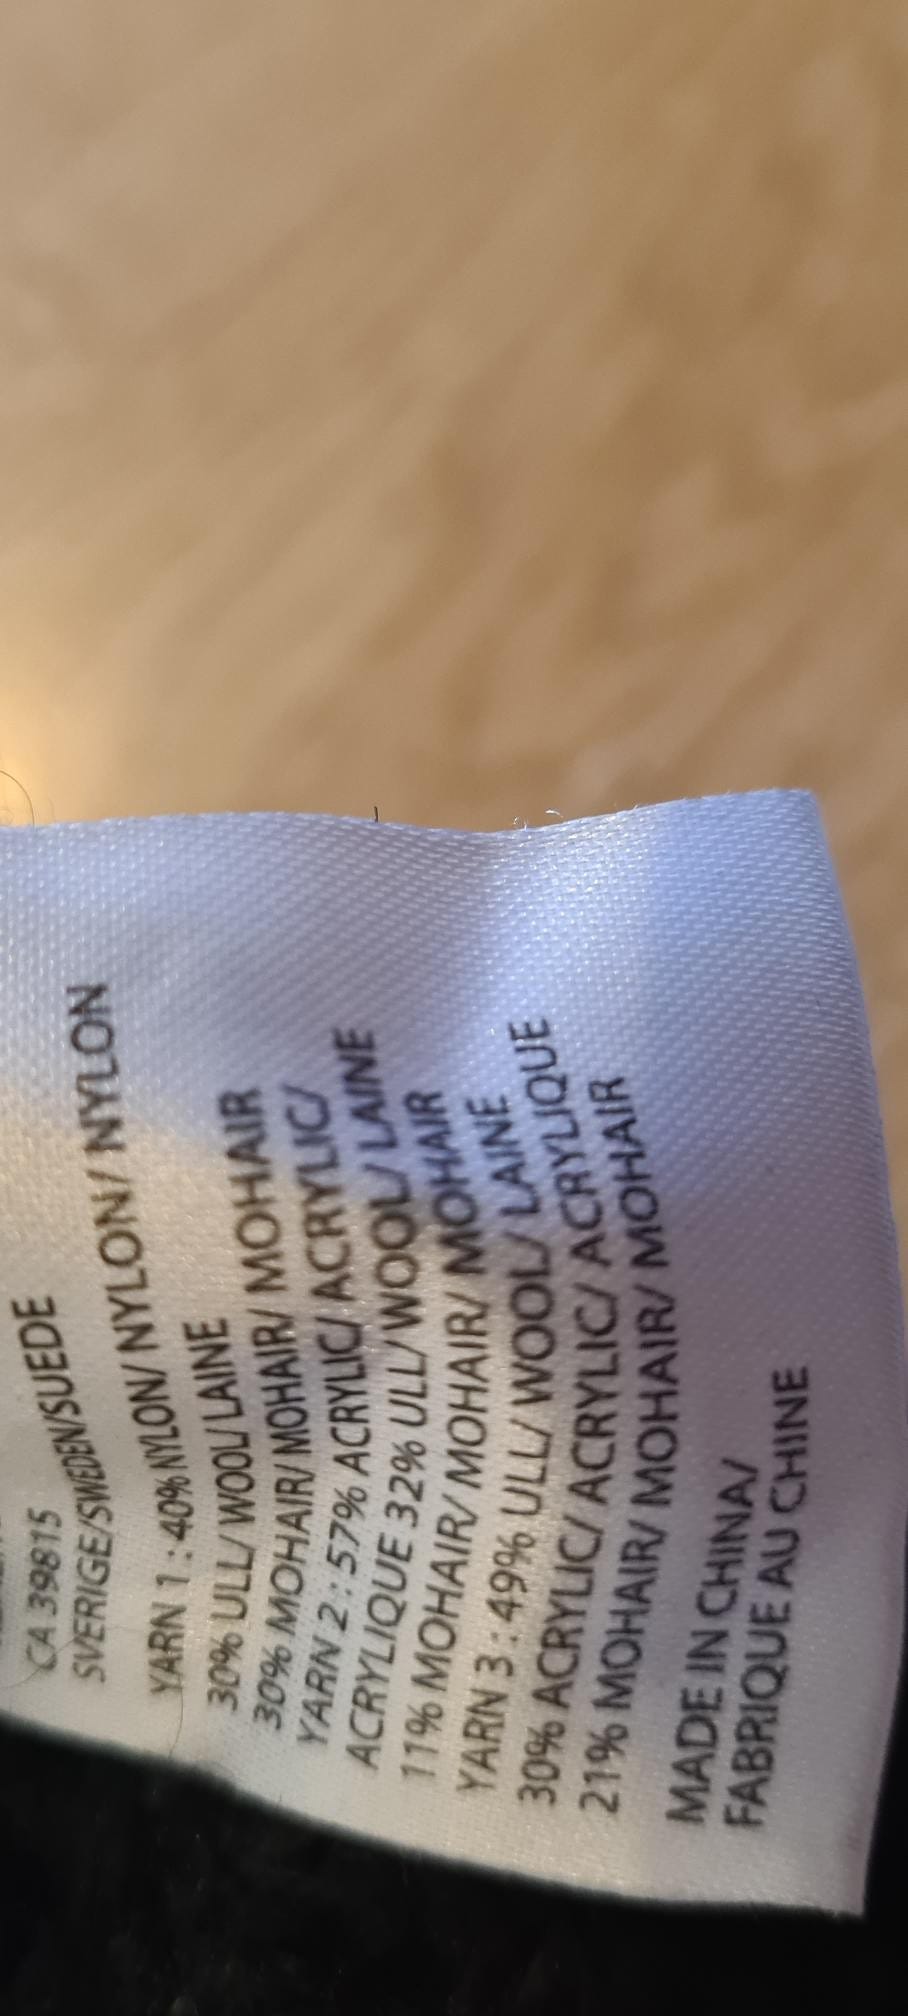 CA 39815
SVERIGE/SWEDEN/SUEDE
YARN 1 : 40% NYLON/ NYLON/ NYLON
30% ULL/ WOOL/ LAINE
30% MOHAIR/ MOHAIR/ MOHAIR
YARN 2 : 57% ACRYLIC/ ACRYLIC/
ACRYLIQUE 32% ULL/ WOOL/ LAINE
11% MOHAIR/ MOHAIR/ MOHAIR
YARN 3 : 49% ULL/ WOOL/ LAINE
30% ACRYLIC/ ACRYLIC/ ACRYLIQUE
21% MOHAIR/ MOHAIR/ MOHAIR
MADE IN CHINA/
FABRIQUE AU CHINE